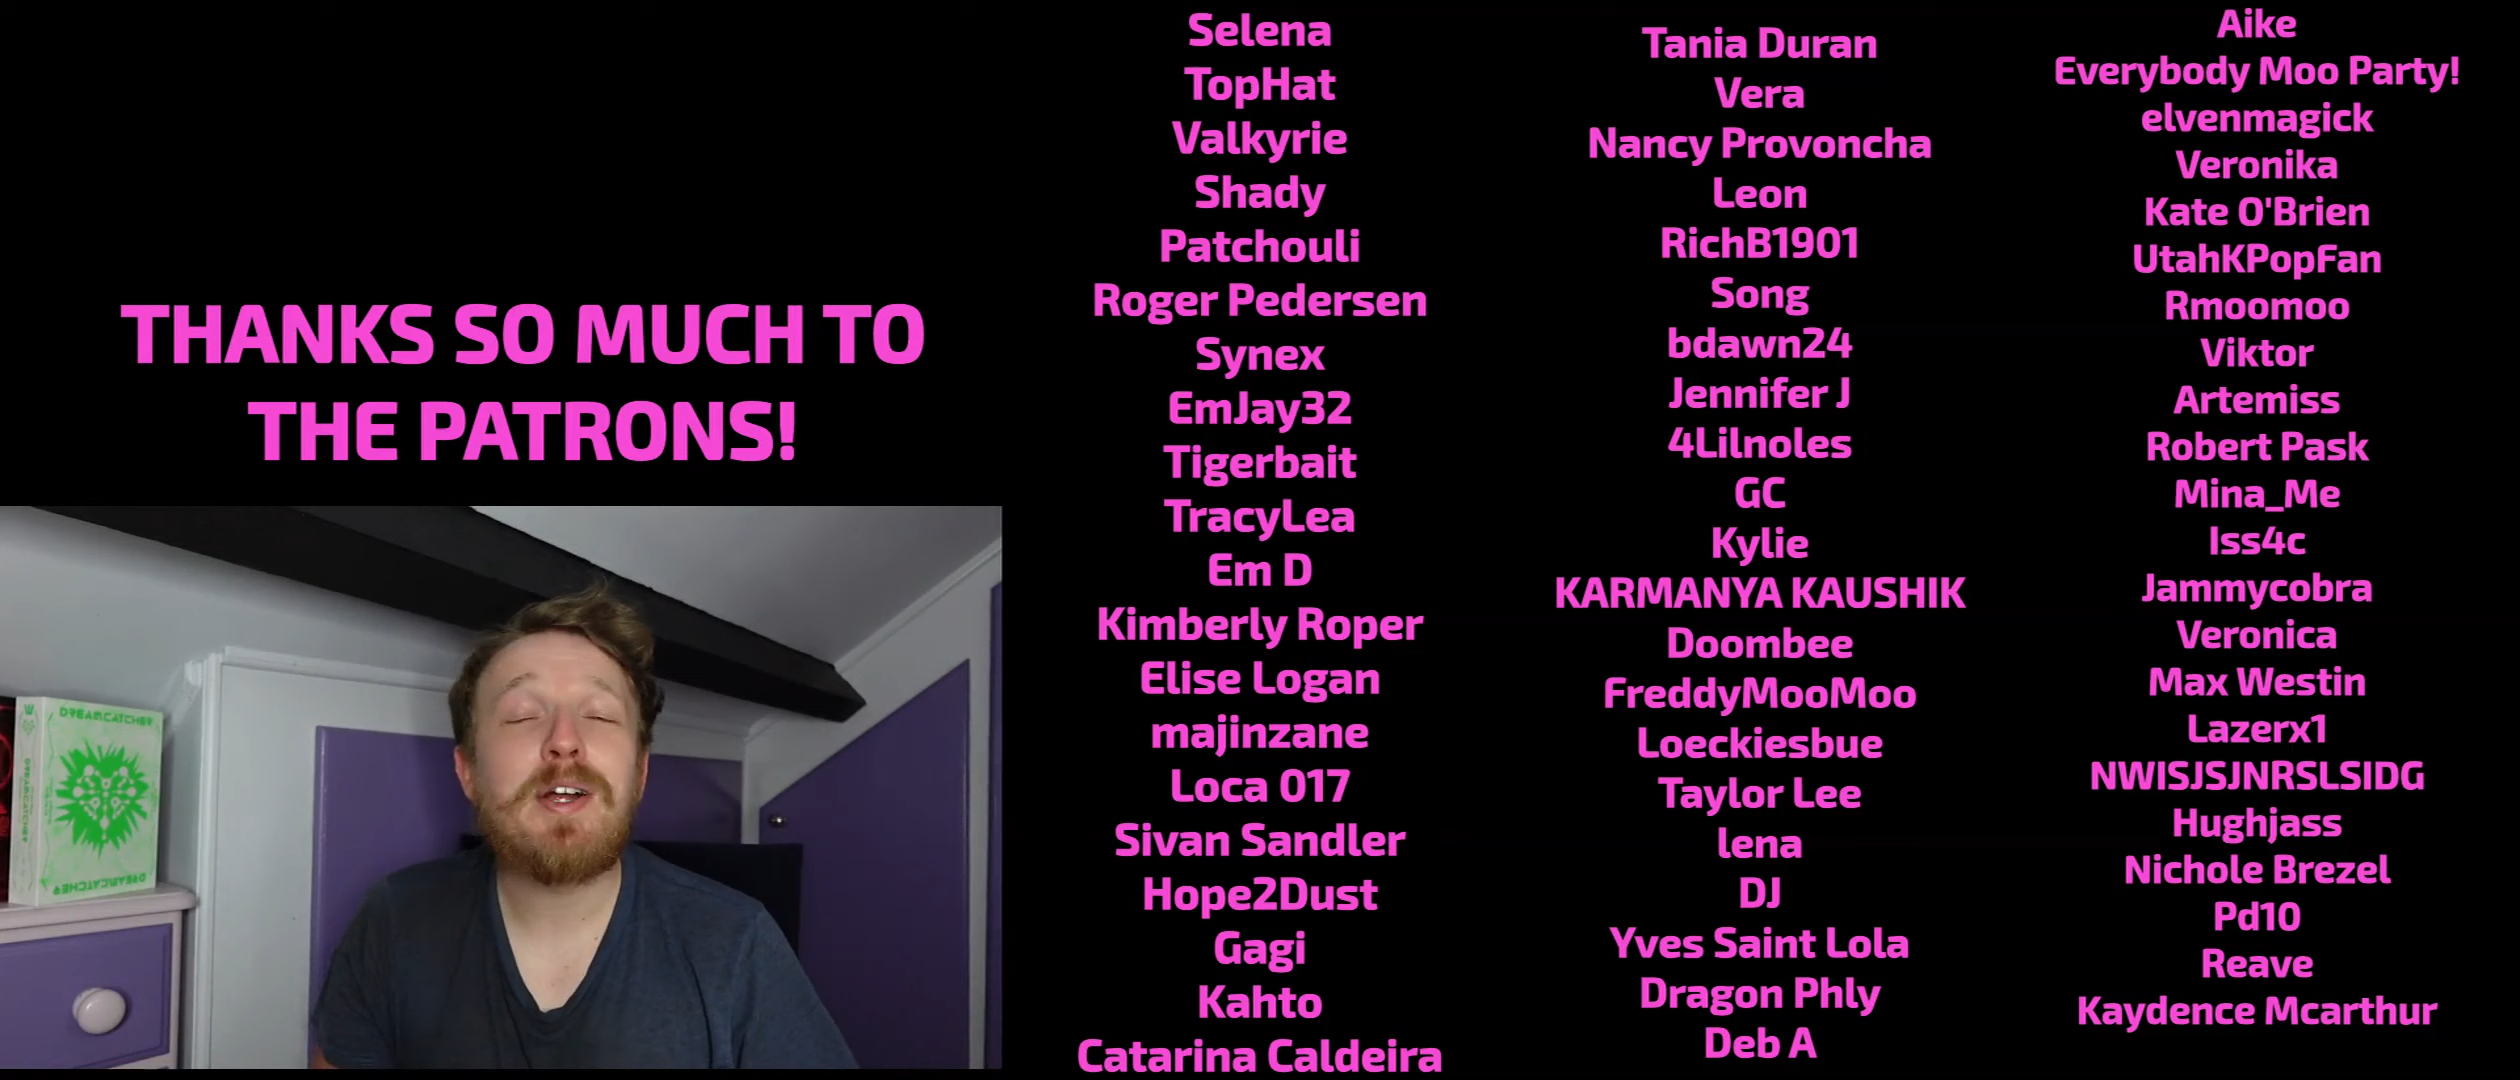 THANKS SO MUCH TO
THE PATRONS!
DREAMCATCHER
DREAMCATCHER
DREAMCATCHER
Selena
TopHat
Valkyrie
Shady
Patchouli
Roger Pedersen
Synex
EmJay32
Tigerbait
TracyLea
Em D
Kimberly Roper
Elise Logan
majinzane
Loca 017
Sivan Sandler
Hope2Dust
Gagi
Kahto
Catarina Caldeira
Tania Duran
Vera
Nancy Provoncha
Leon
RichB1901
Song
bdawn24
Jennifer J
4Lilnoles
GC
Kylie
KARMANYA KAUSHIK
Doombee
FreddyMooMoo
Loeckiesbue
Taylor Lee
lena
DJ
Yves Saint Lola
Dragon Phly
Deb A
Aike
Everybody Moo Party!
elvenmagick
Veronika
Kate O'Brien
UtahKPopFan
Rmoomoo
Viktor
Artemiss
Robert Pask
Mina_Me
Iss4c
Jammycobra
Veronica
Max Westin
Lazerx1
NWISJSJNRSLSIDG
Hughjass
Nichole Brezel
Pd10
Reave
Kaydence Mcarthur